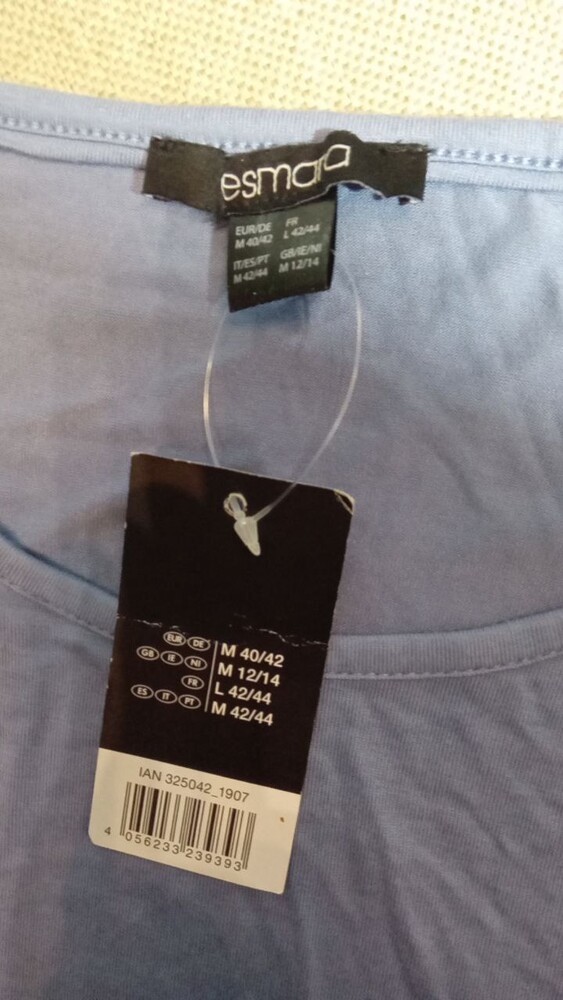 esmara
EUR/DE FR
M 40/42 L 42/44
IT/ES/PT GB/IE/NI
M 42/44 M 12/14
EUR DE M 40/42
GB IE NI M 12/14
FR L 42/44
ES IT PT M 42/44
IAN 325042_1907
4 056233 239393